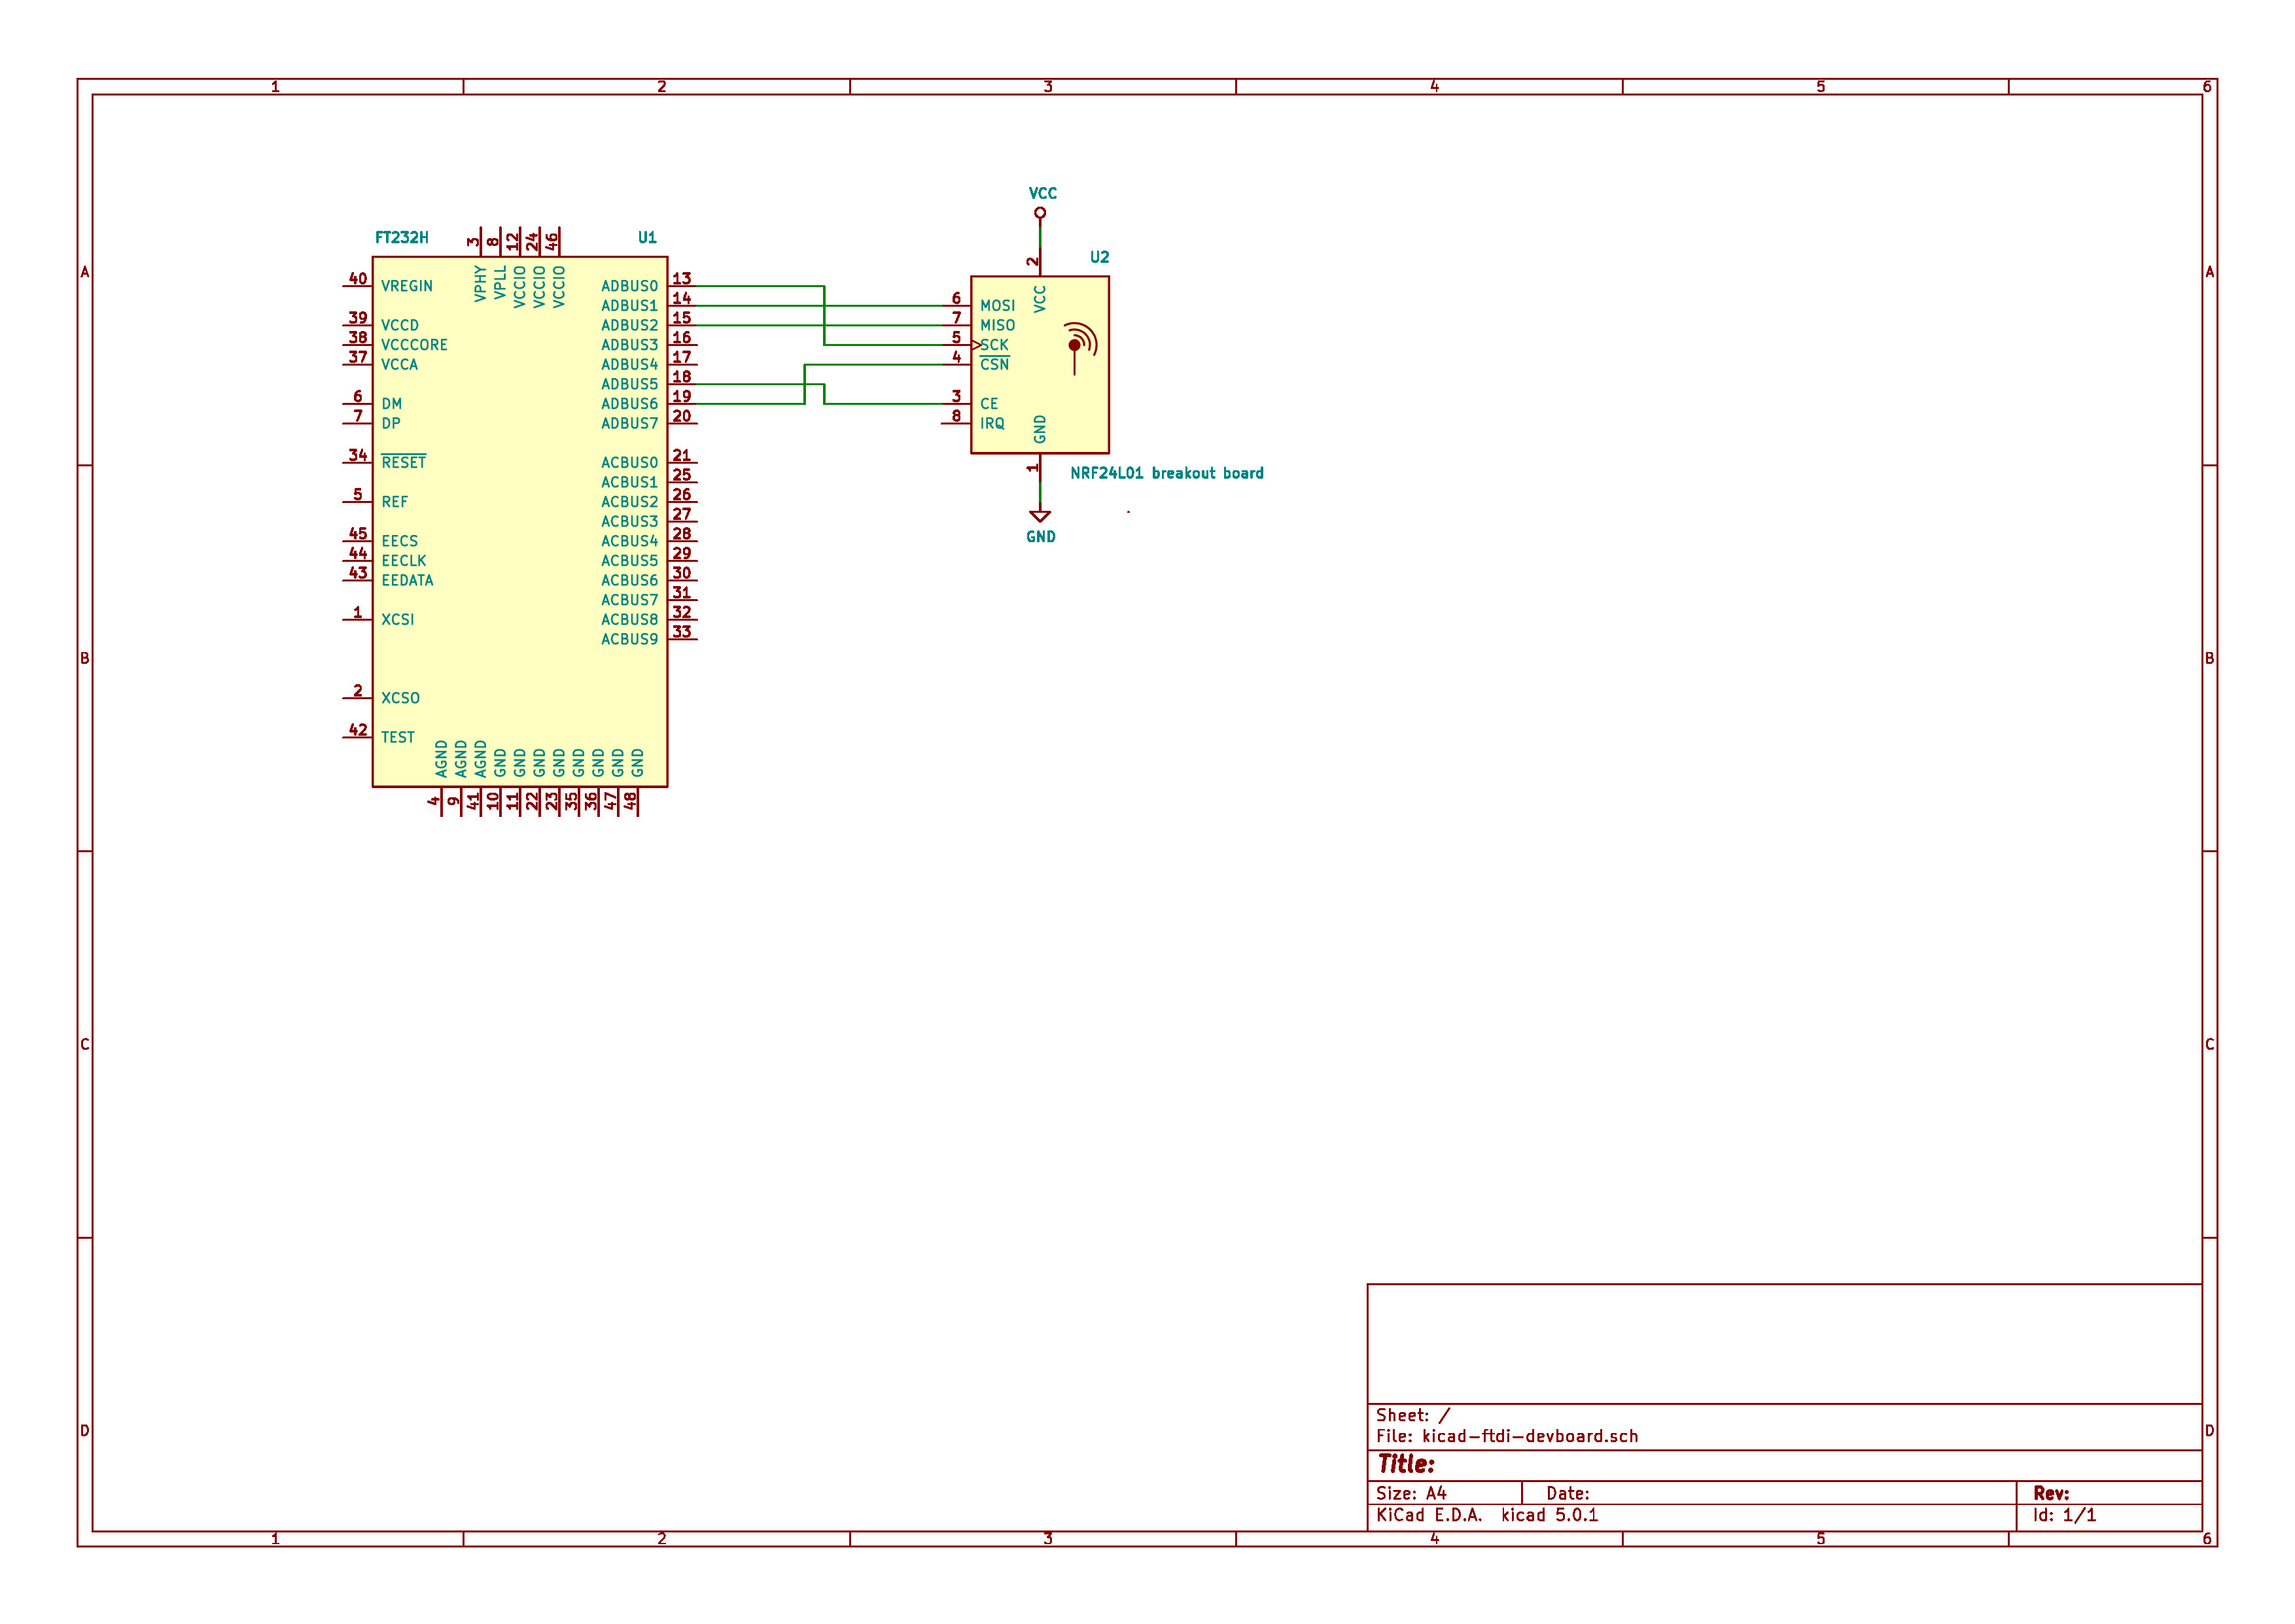 1 2 3 4 5 6
A A
B B
C C
D D
FT232H U1
3 8 12 24 46
VPHY VPLL VCCIO VCCIO VCCIO
40 VREGIN
39 VCCD
38 VCCCORE
37 VCCA
6 DM
7 DP
34 RESET
5 REF
45 EECS
44 EECLK
43 EEDATA
1 XCSI
2 XCSO
42 TEST
ADBUS0 13
ADBUS1 14
ADBUS2 15
ADBUS3 16
ADBUS4 17
ADBUS5 18
ADBUS6 19
ADBUS7 20
ACBUS0 21
ACBUS1 25
ACBUS2 26
ACBUS3 27
ACBUS4 28
ACBUS5 29
ACBUS6 30
ACBUS7 31
ACBUS8 32
ACBUS9 33
AGND AGND AGND GND GND GND GND GND GND GND GND
4 9 41 10 11 22 23 35 36 47 48
VCC
U2
2
VCC
6 MOSI
7 MISO
5 SCK
4 CSN
3 CE
8 IRQ
GND
1
NRF24L01 breakout board
GND
Sheet: /
File: kicad-ftdi-devboard.sch
Title:
Size: A4 Date: Rev:
KiCad E.D.A. kicad 5.0.1 Id: 1/1
1 2 3 4 5 6